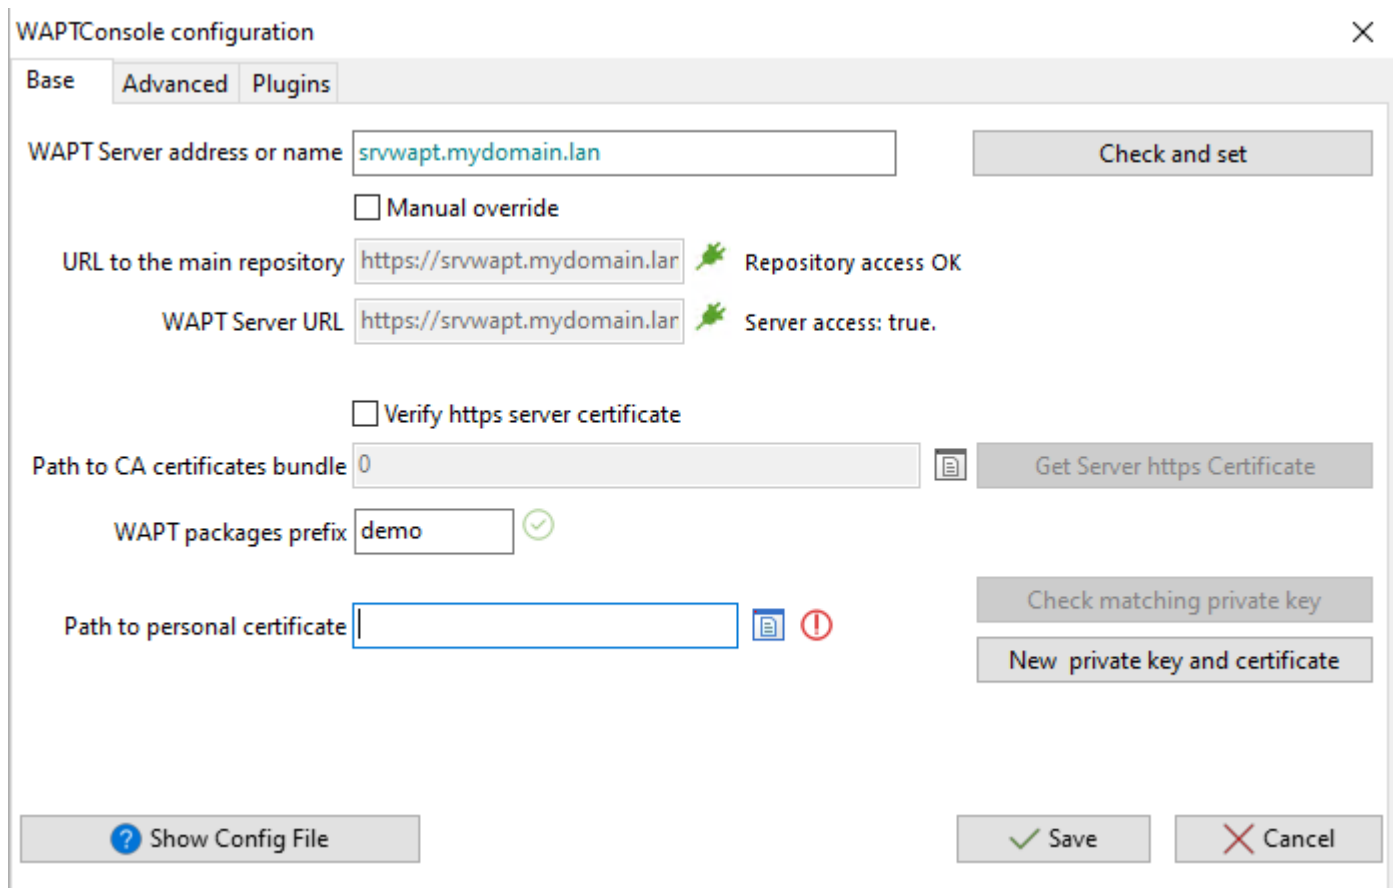 WAPTConsole configuration
Base Advanced Plugins
WAPT Server address or name srvwapt.mydomain.lan Check and set
Manual override
URL to the main repository https://srvwapt.mydomain.lan Repository access OK
WAPT Server URL https://srvwapt.mydomain.lan Server access: true.
Verify https server certificate
Path to CA certificates bundle 0 Get Server https Certificate
WAPT packages prefix demo
Check matching private key
Path to personal certificate
New private key and certificate
Show Config File Save Cancel